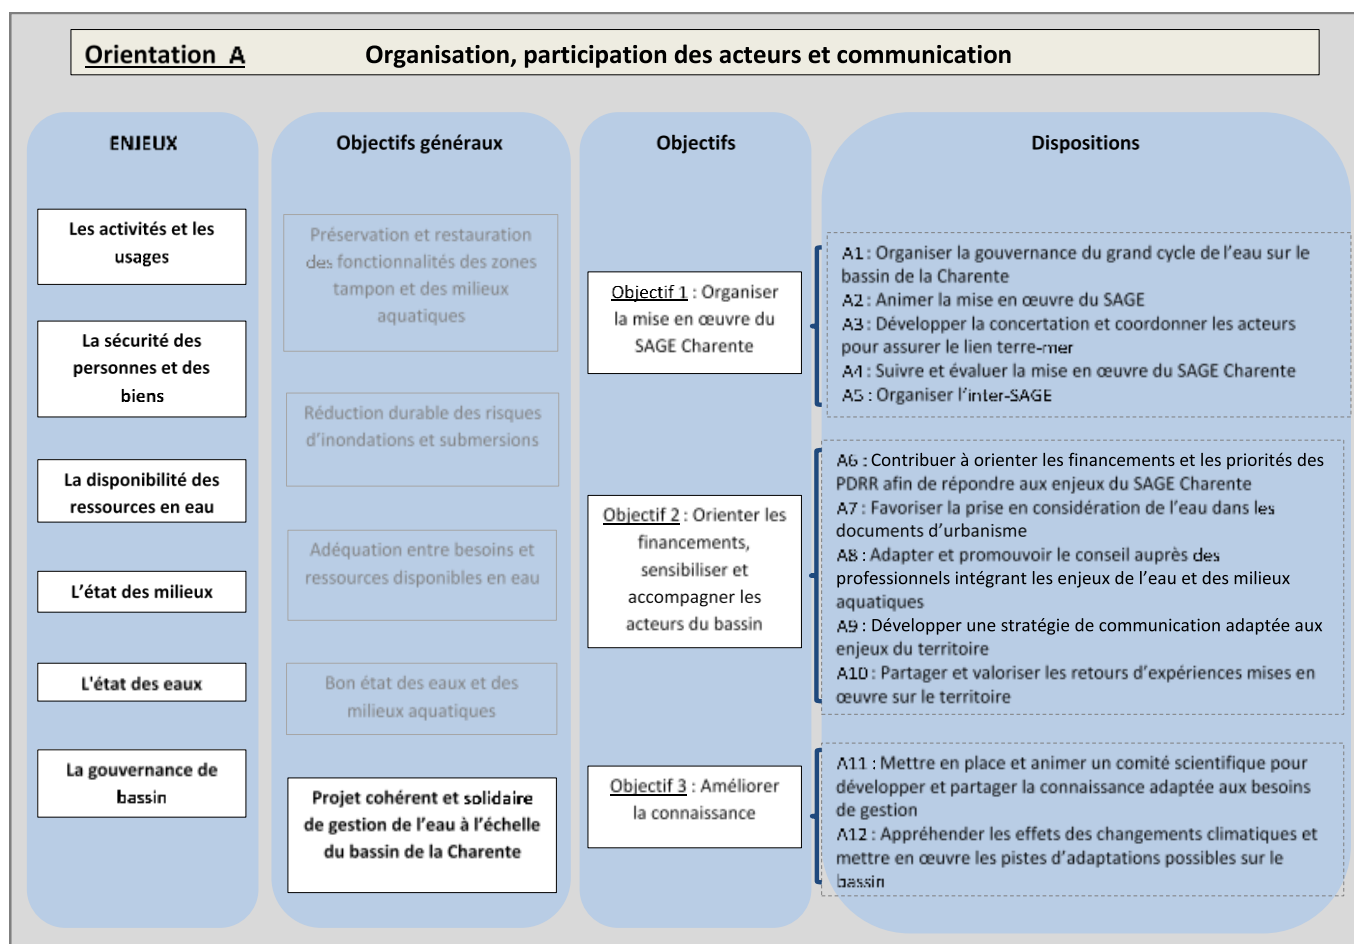 Orientation A Organisation, participation des acteurs et communication
ENJEUX
Les activités et les
usages
La sécurité des
personnes et des
biens
La disponibilité des
ressources en eau
L’état des milieux
L'état des eaux
La gouvernance de
bassin
Objectifs généraux
Préservation et restauration
des fonctionnalités des zones
tampon et des milieux
aquatiques
Réduction durable des risques
d’inondations et submersions
Adéquation entre besoins et
ressources disponibles en eau
Bon état des eaux et des
milieux aquatiques
Projet cohérent et solidaire
de gestion de l’eau à l’échelle
du bassin de la Charente
Objectifs
Objectif 1 : Organiser
la mise en œuvre du
SAGE Charente
Objectif 2 : Orienter les
financements,
sensibiliser et
accompagner les
acteurs du bassin
Objectif 3 : Améliorer
la connaissance
Dispositions
A1 : Organiser la gouvernance du grand cycle de l’eau sur le
bassin de la Charente
A2 : Animer la mise en œuvre du SAGE
A3 : Développer la concertation et coordonner les acteurs
pour assurer le lien terre-mer
A4 : Suivre et évaluer la mise en œuvre du SAGE Charente
A5 : Organiser l’inter-SAGE
A6 : Contribuer à orienter les financements et les priorités des
PDRR afin de répondre aux enjeux du SAGE Charente
A7 : Favoriser la prise en considération de l’eau dans les
documents d’urbanisme
A8 : Adapter et promouvoir le conseil auprès des
professionnels intégrant les enjeux de l’eau et des milieux
aquatiques
A9 : Développer une stratégie de communication adaptée aux
enjeux du territoire
A10 : Partager et valoriser les retours d’expériences mises en
œuvre sur le territoire
A11 : Mettre en place et animer un comité scientifique pour
développer et partager la connaissance adaptée aux besoins
de gestion
A12 : Appréhender les effets des changements climatiques et
mettre en œuvre les pistes d’adaptations possibles sur le
bassin